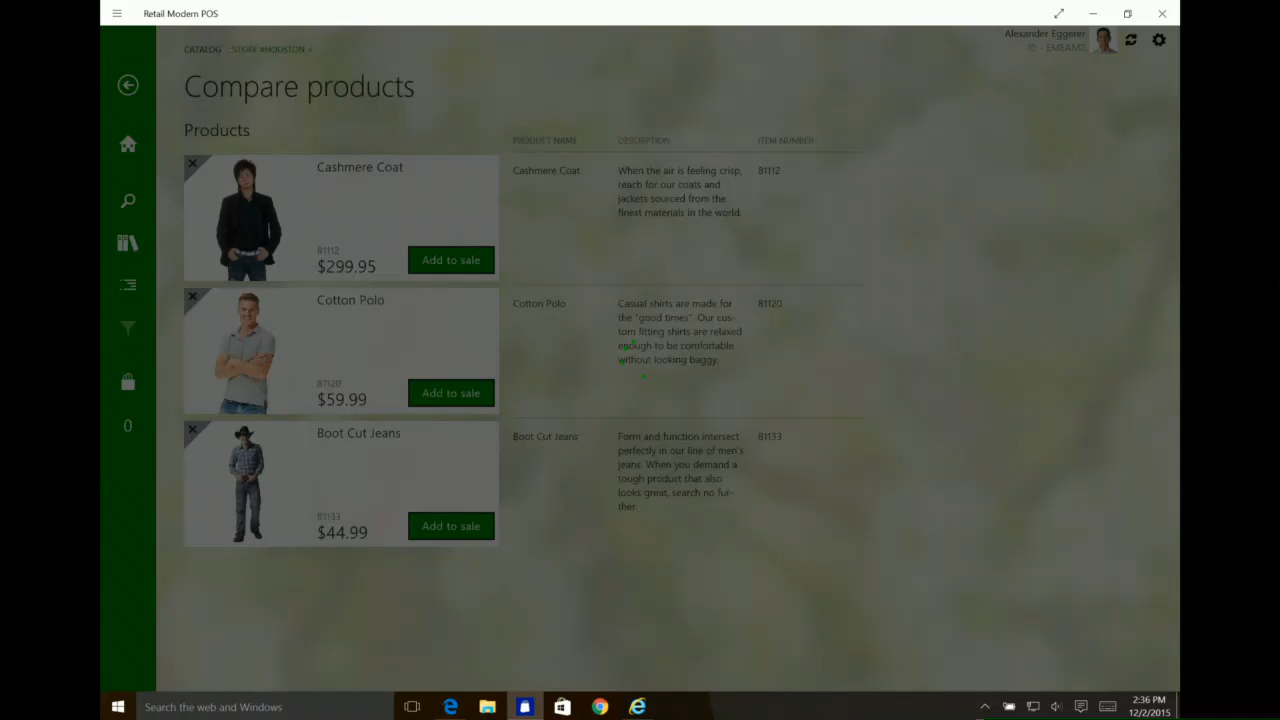 Retail Modern POS
Alexander Eggerer
CATALOG : STORE #HOUSTON >
Compare products
Products
PRODUCT NAME DESCRIPTION ITEM NUMBER
Cashmere Coat
81112
$299.95
Add to sale
Cashmere Coat
When the air is feeling crisp,
reach for our coats and
jackets sourced from the
finest materials in the world.
81112
Cotton Polo
81120
$59.99
Add to sale
Cotton Polo
Casual shirts are made for
the "good times". Our cus-
tom fitting shirts are relaxed
enough to be comfortable
without looking baggy.
81120
Boot Cut Jeans
81133
$44.99
Add to sale
Boot Cut Jeans
Form and function intersect
perfectly in our line of men's
jeans. When you demand a
tough product that also
looks great, search no fur-
ther.
81133
0
Search the web and Windows
2:36 PM
12/2/2015